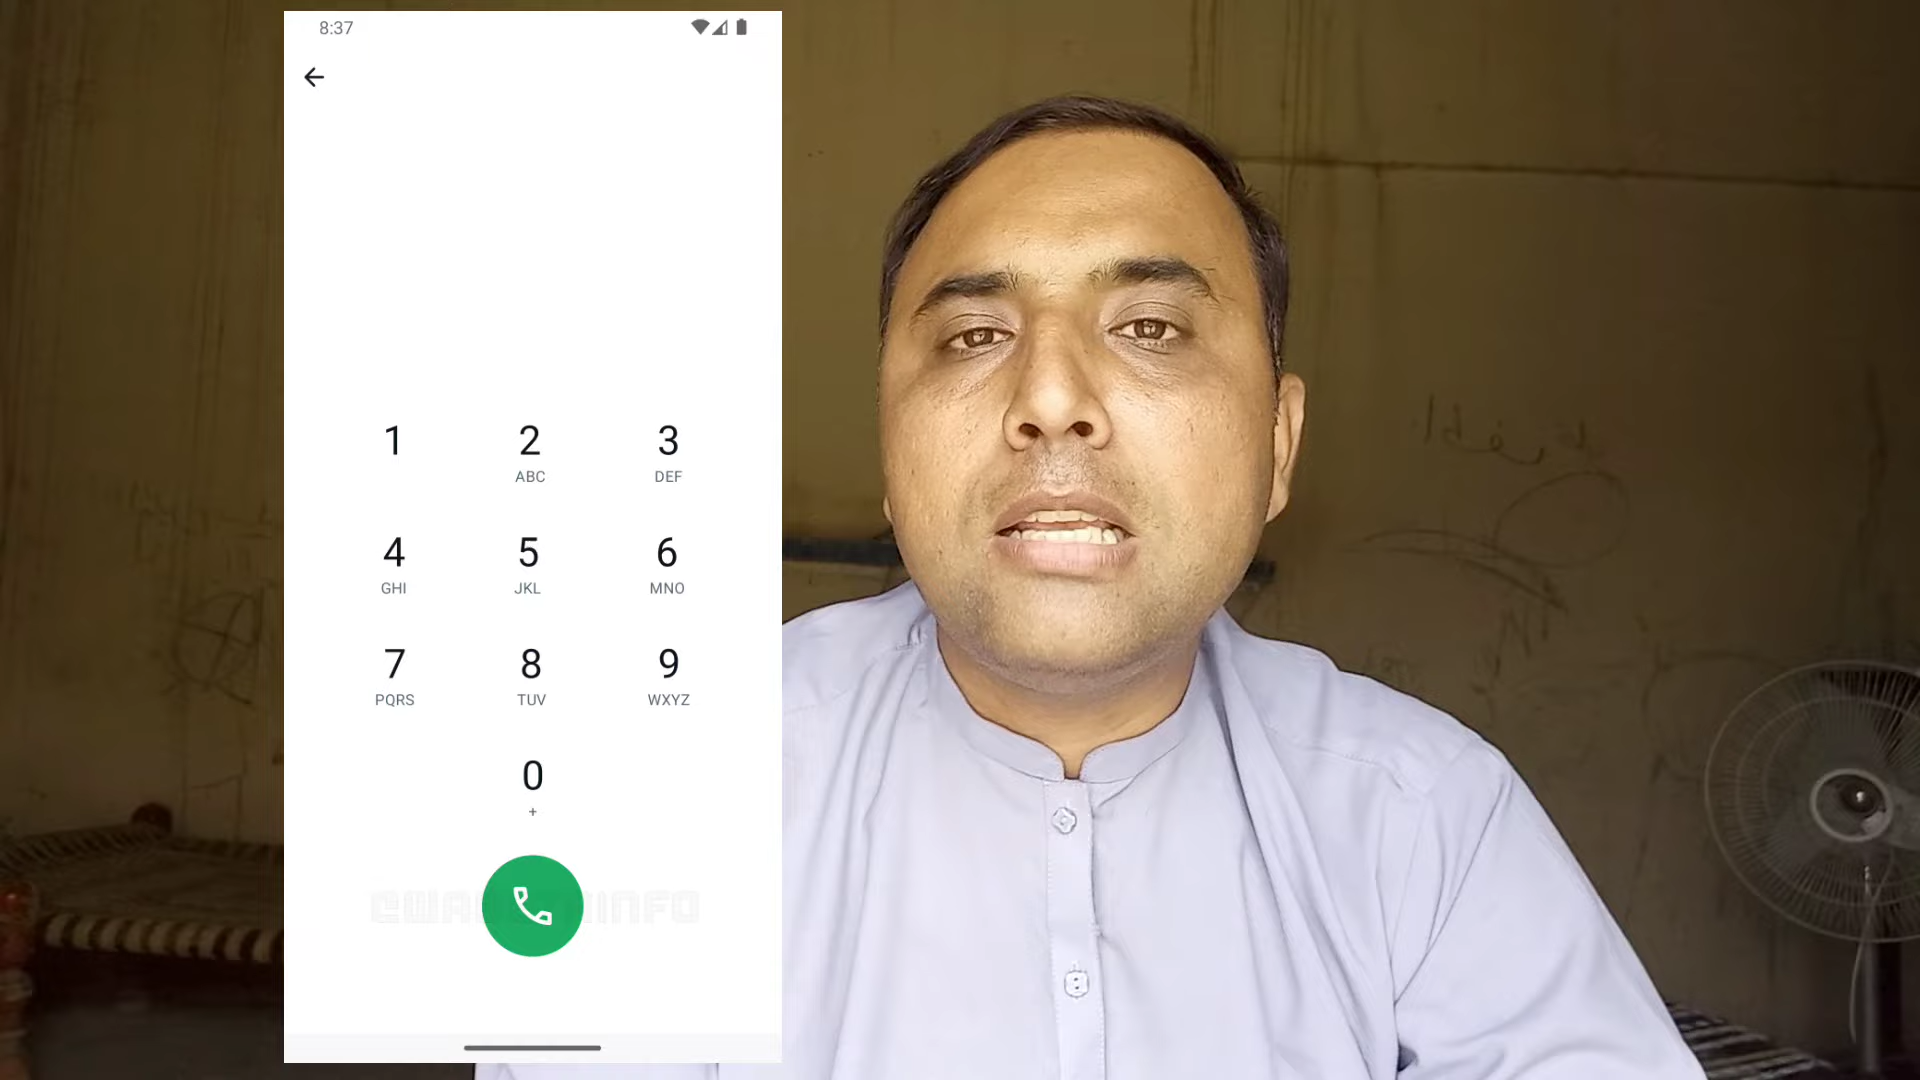 8:37
1 2 3
ABC DEF
4 5 6
GHI JKL MNO
7 8 9
PQRS TUV WXYZ
0
+